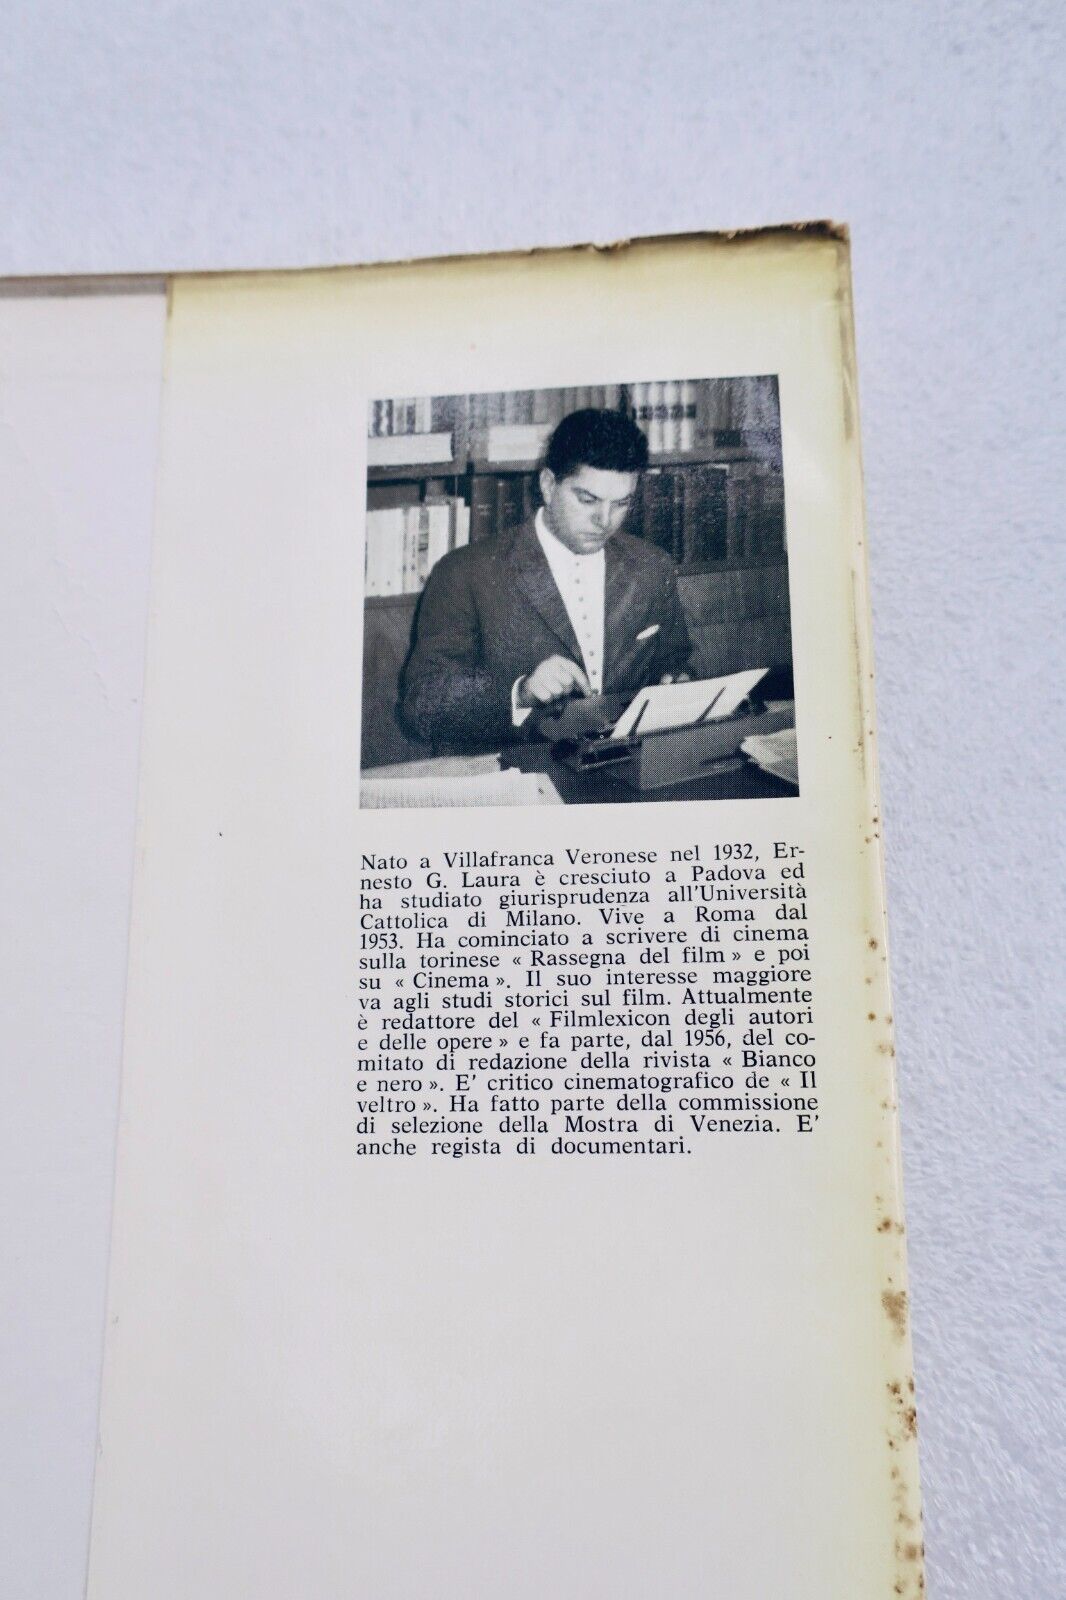 Nato a Villafranca Veronese nel 1932, Er-
nesto G. Laura è cresciuto a Padova ed
ha studiato giurisprudenza all'Università
Cattolica di Milano. Vive a Roma dal
1953. Ha cominciato a scrivere di cinema
sulla torinese « Rassegna del film » e poi
su « Cinema ». Il suo interesse maggiore
va agli studi storici sul film. Attualmente
è redattore del « Filmlexicon degli autori
e delle opere » e fa parte, dal 1956, del co-
mitato di redazione della rivista « Bianco
e nero ». E' critico cinematografico de « Il
veltro ». Ha fatto parte della commissione
di selezione della Mostra di Venezia. E'
anche regista di documentari.